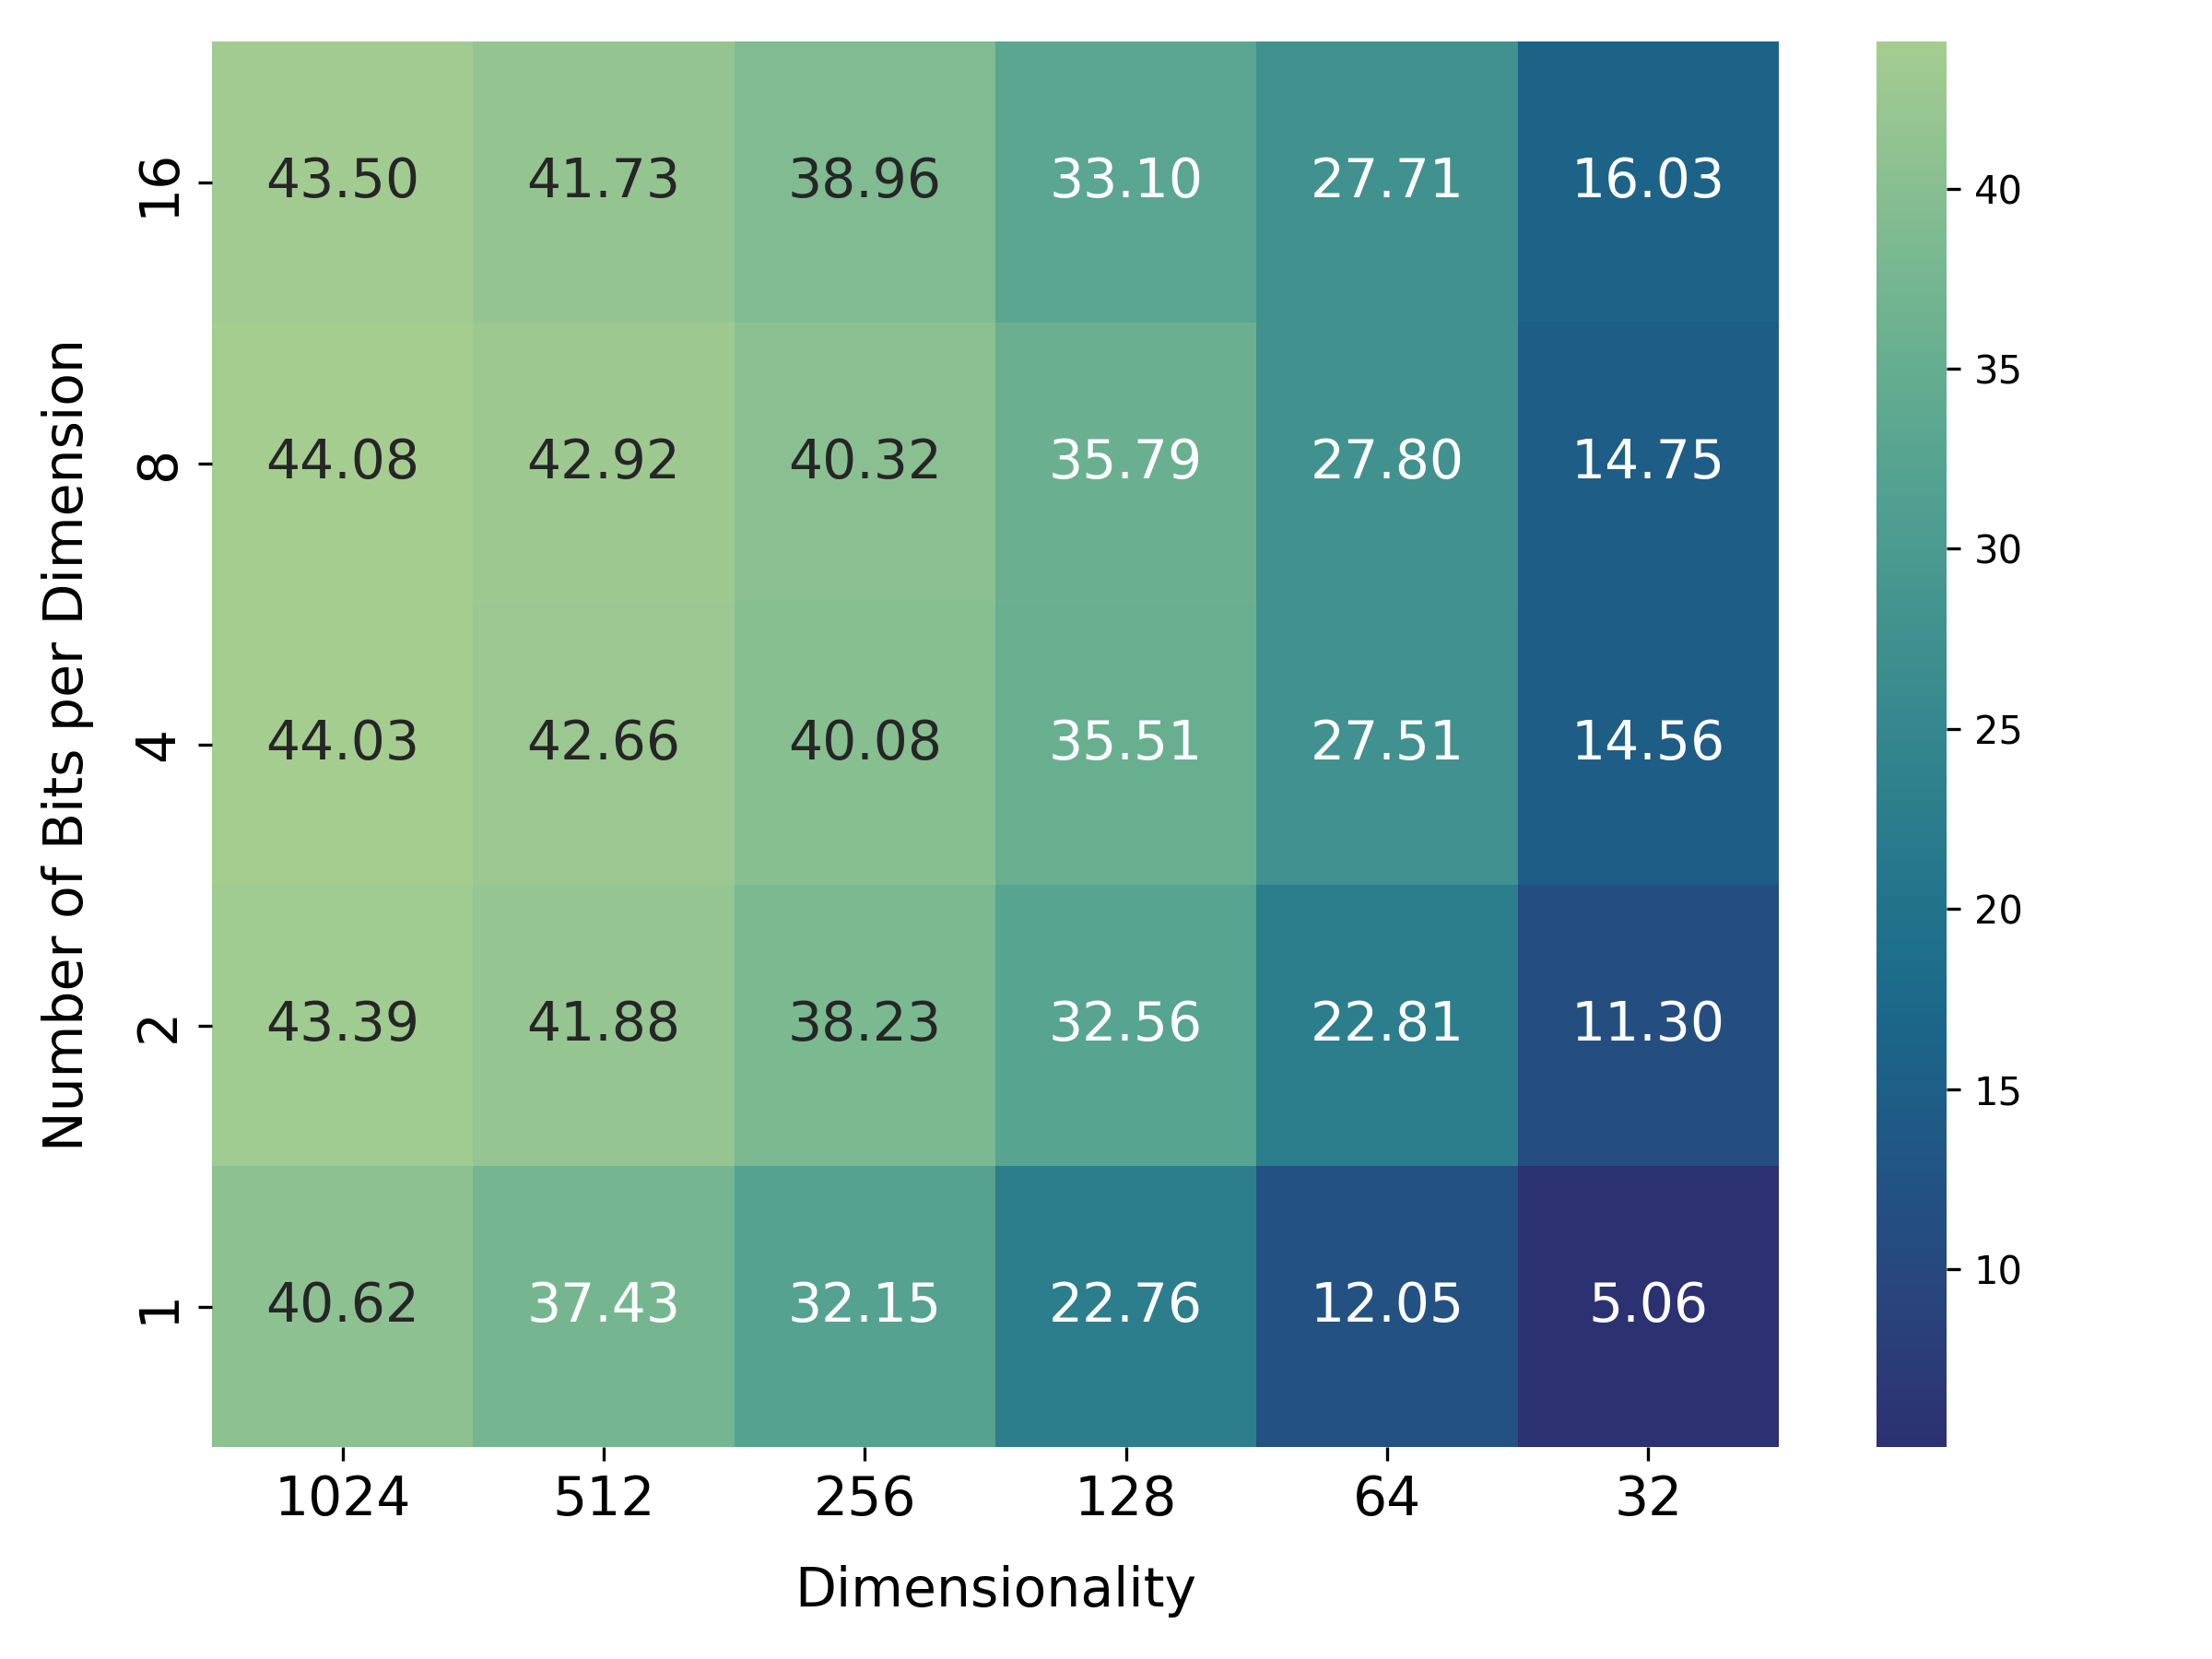 Number of Bits per Dimension
16 43.50 41.73 38.96 33.10 27.71 16.03
8 44.08 42.92 40.32 35.79 27.80 14.75
4 44.03 42.66 40.08 35.51 27.51 14.56
2 43.39 41.88 38.23 32.56 22.81 11.30
1 40.62 37.43 32.15 22.76 12.05 5.06
1024 512 256 128 64 32
Dimensionality
40
35
30
25
20
15
10